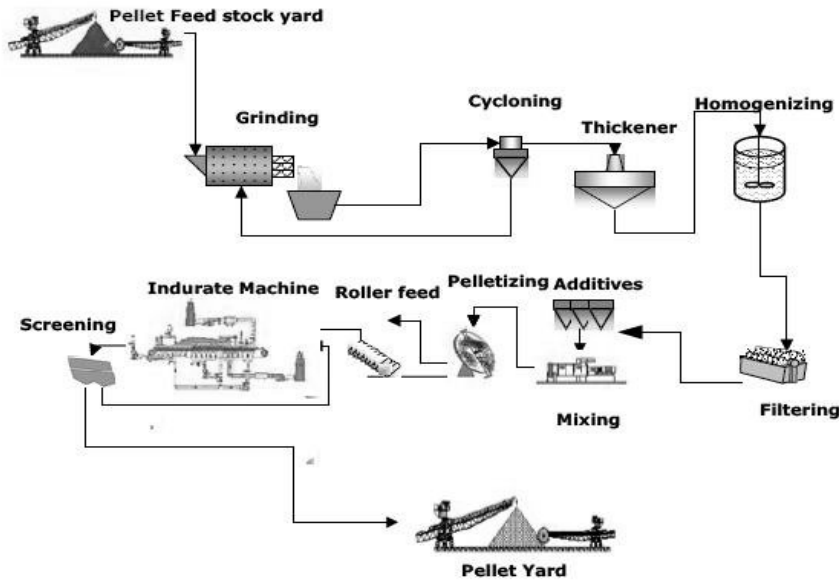 Pellet Feed stock yard
Grinding
Cycloning
Thickener
Homogenizing
Indurate Machine
Roller feed
Pelletizing
Additives
Screening
Mixing
Filtering
Pellet Yard